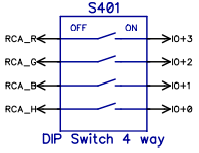 S401
OFF ON
RCA_R IO+3
RCA_G IO+2
RCA_B IO+1
RCA_H IO+0
DIP Switch 4 way